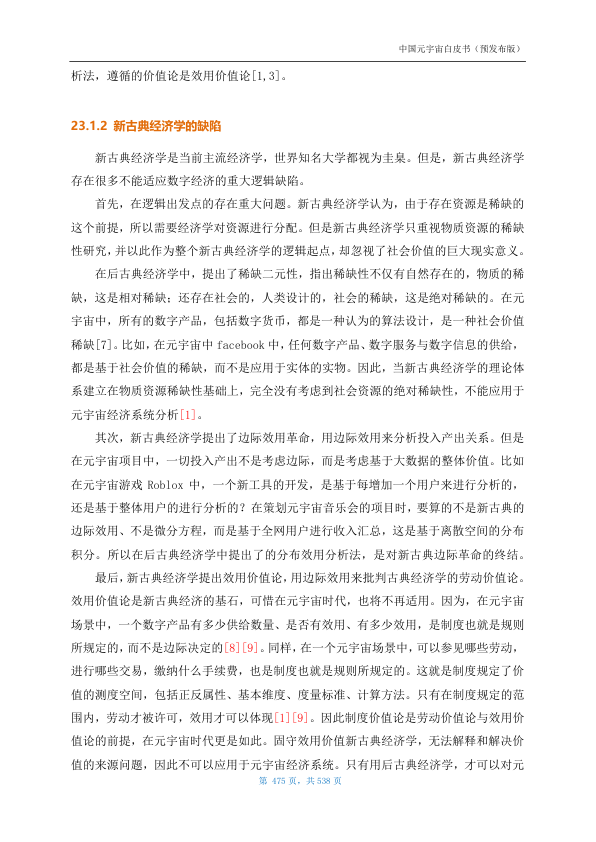 中国元宇宙白皮书（预发布版）
析法，遵循的价值论是效用价值论[1,3]。
23.1.2 新古典经济学的缺陷
新古典经济学是当前主流经济学，世界知名大学都视为圭臬。但是，新古典经济学
存在很多不能适应数字经济的重大逻辑缺陷。
首先，在逻辑出发点的存在重大问题。新古典经济学认为，由于存在资源是稀缺的
这个前提，所以需要经济学对资源进行分配。但是新古典经济学只重视物质资源的稀缺
性研究，并以此作为整个新古典经济学的逻辑起点，却忽视了社会价值的巨大现实意义。
在后古典经济学中，提出了稀缺二元性，指出稀缺性不仅有自然存在的，物质的稀
缺，这是相对稀缺；还存在社会的，人类设计的，社会的稀缺，这是绝对稀缺的。在元
宇宙中，所有的数字产品，包括数字货币，都是一种认为的算法设计，是一种社会价值
稀缺[7]。比如，在元宇宙中 facebook 中，任何数字产品、数字服务与数字信息的供给，
都是基于社会价值的稀缺，而不是应用于实体的实物。因此，当新古典经济学的理论体
系建立在物质资源稀缺性基础上，完全没有考虑到社会资源的绝对稀缺性，不能应用于
元宇宙经济系统分析[1]。
其次，新古典经济学提出了边际效用革命，用边际效用来分析投入产出关系。但是
在元宇宙项目中，一切投入产出不是考虑边际，而是考虑基于大数据的整体价值。比如
在元宇宙游戏 Roblox 中，一个新工具的开发，是基于每增加一个用户来进行分析的，
还是基于整体用户的进行分析的？在策划元宇宙音乐会的项目时，要算的不是新古典的
边际效用、不是微分方程，而是基于全网用户进行收入汇总，这是基于离散空间的分布
积分。所以在后古典经济学中提出了的分布效用分析法，是对新古典边际革命的终结。
最后，新古典经济学提出效用价值论，用边际效用来批判古典经济学的劳动价值论。
效用价值论是新古典经济的基石，可惜在元宇宙时代，也将不再适用。因为，在元宇宙
场景中，一个数字产品有多少供给数量、是否有效用、有多少效用，是制度也就是规则
所规定的，而不是边际决定的[8][9]。同样，在一个元宇宙场景中，可以参见哪些劳动，
进行哪些交易，缴纳什么手续费，也是制度也就是规则所规定的。这就是制度规定了价
值的测度空间，包括正反属性、基本维度、度量标准、计算方法。只有在制度规定的范
围内，劳动才被许可，效用才可以体现[1][9]。因此制度价值论是劳动价值论与效用价
值论的前提，在元宇宙时代更是如此。固守效用价值新古典经济学，无法解释和解决价
值的来源问题，因此不可以应用于元宇宙经济系统。只有用后古典经济学，才可以对元
第 475 页，共 538 页